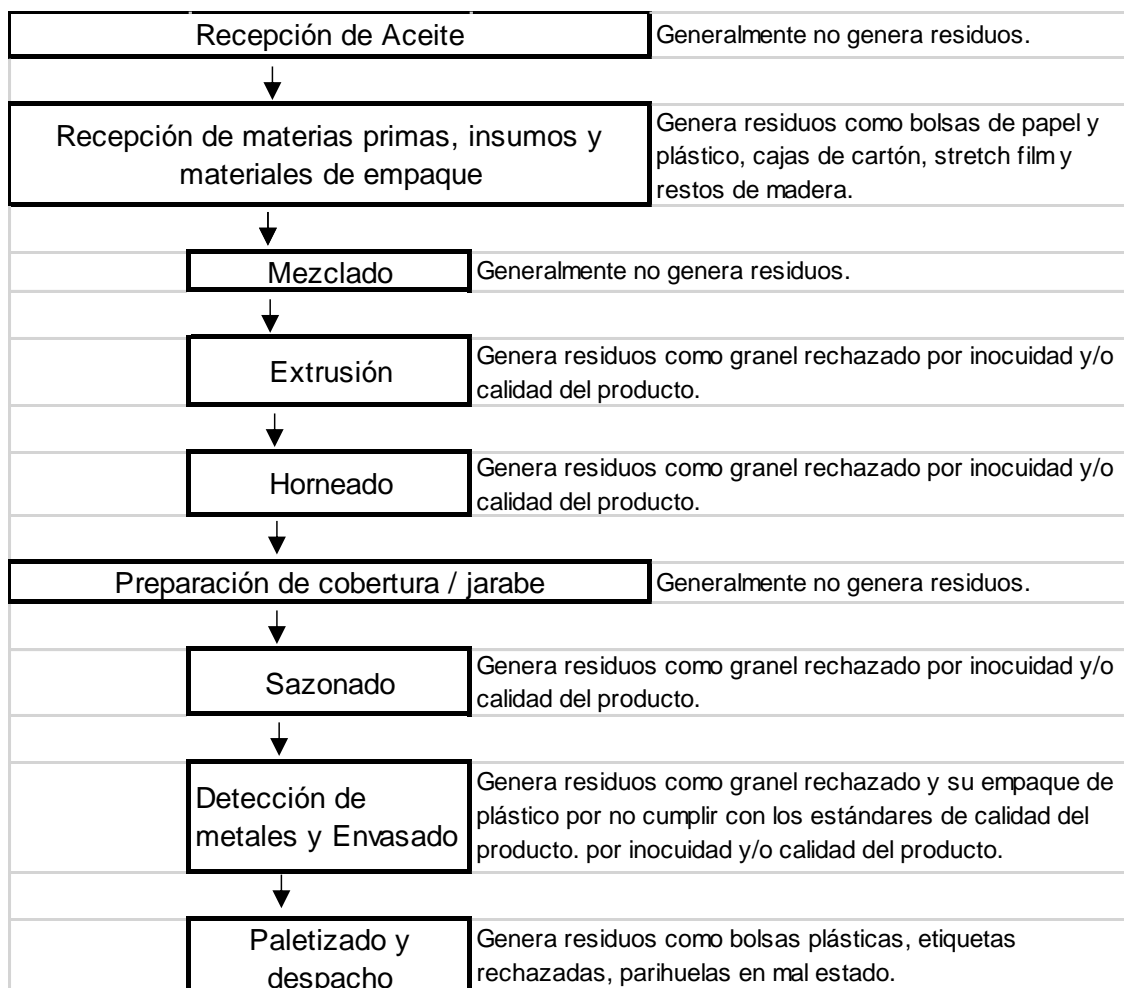 Recepción de Aceite
Generalmente no genera residuos.
Recepción de materias primas, insumos y
materiales de empaque
Genera residuos como bolsas de papel y
plástico, cajas de cartón, stretch film y
restos de madera.
Mezclado
Generalmente no genera residuos.
Extrusión
Genera residuos como granel rechazado por inocuidad y/o
calidad del producto.
Horneado
Genera residuos como granel rechazado por inocuidad y/o
calidad del producto.
Preparación de cobertura / jarabe
Generalmente no genera residuos.
Sazonado
Genera residuos como granel rechazado por inocuidad y/o
calidad del producto.
Detección de
metales y Envasado
Genera residuos como granel rechazado y su empaque de
plástico por no cumplir con los estándares de calidad del
producto. por inocuidad y/o calidad del producto.
Paletizado y
despacho
Genera residuos como bolsas plásticas, etiquetas
rechazadas, parihuelas en mal estado.